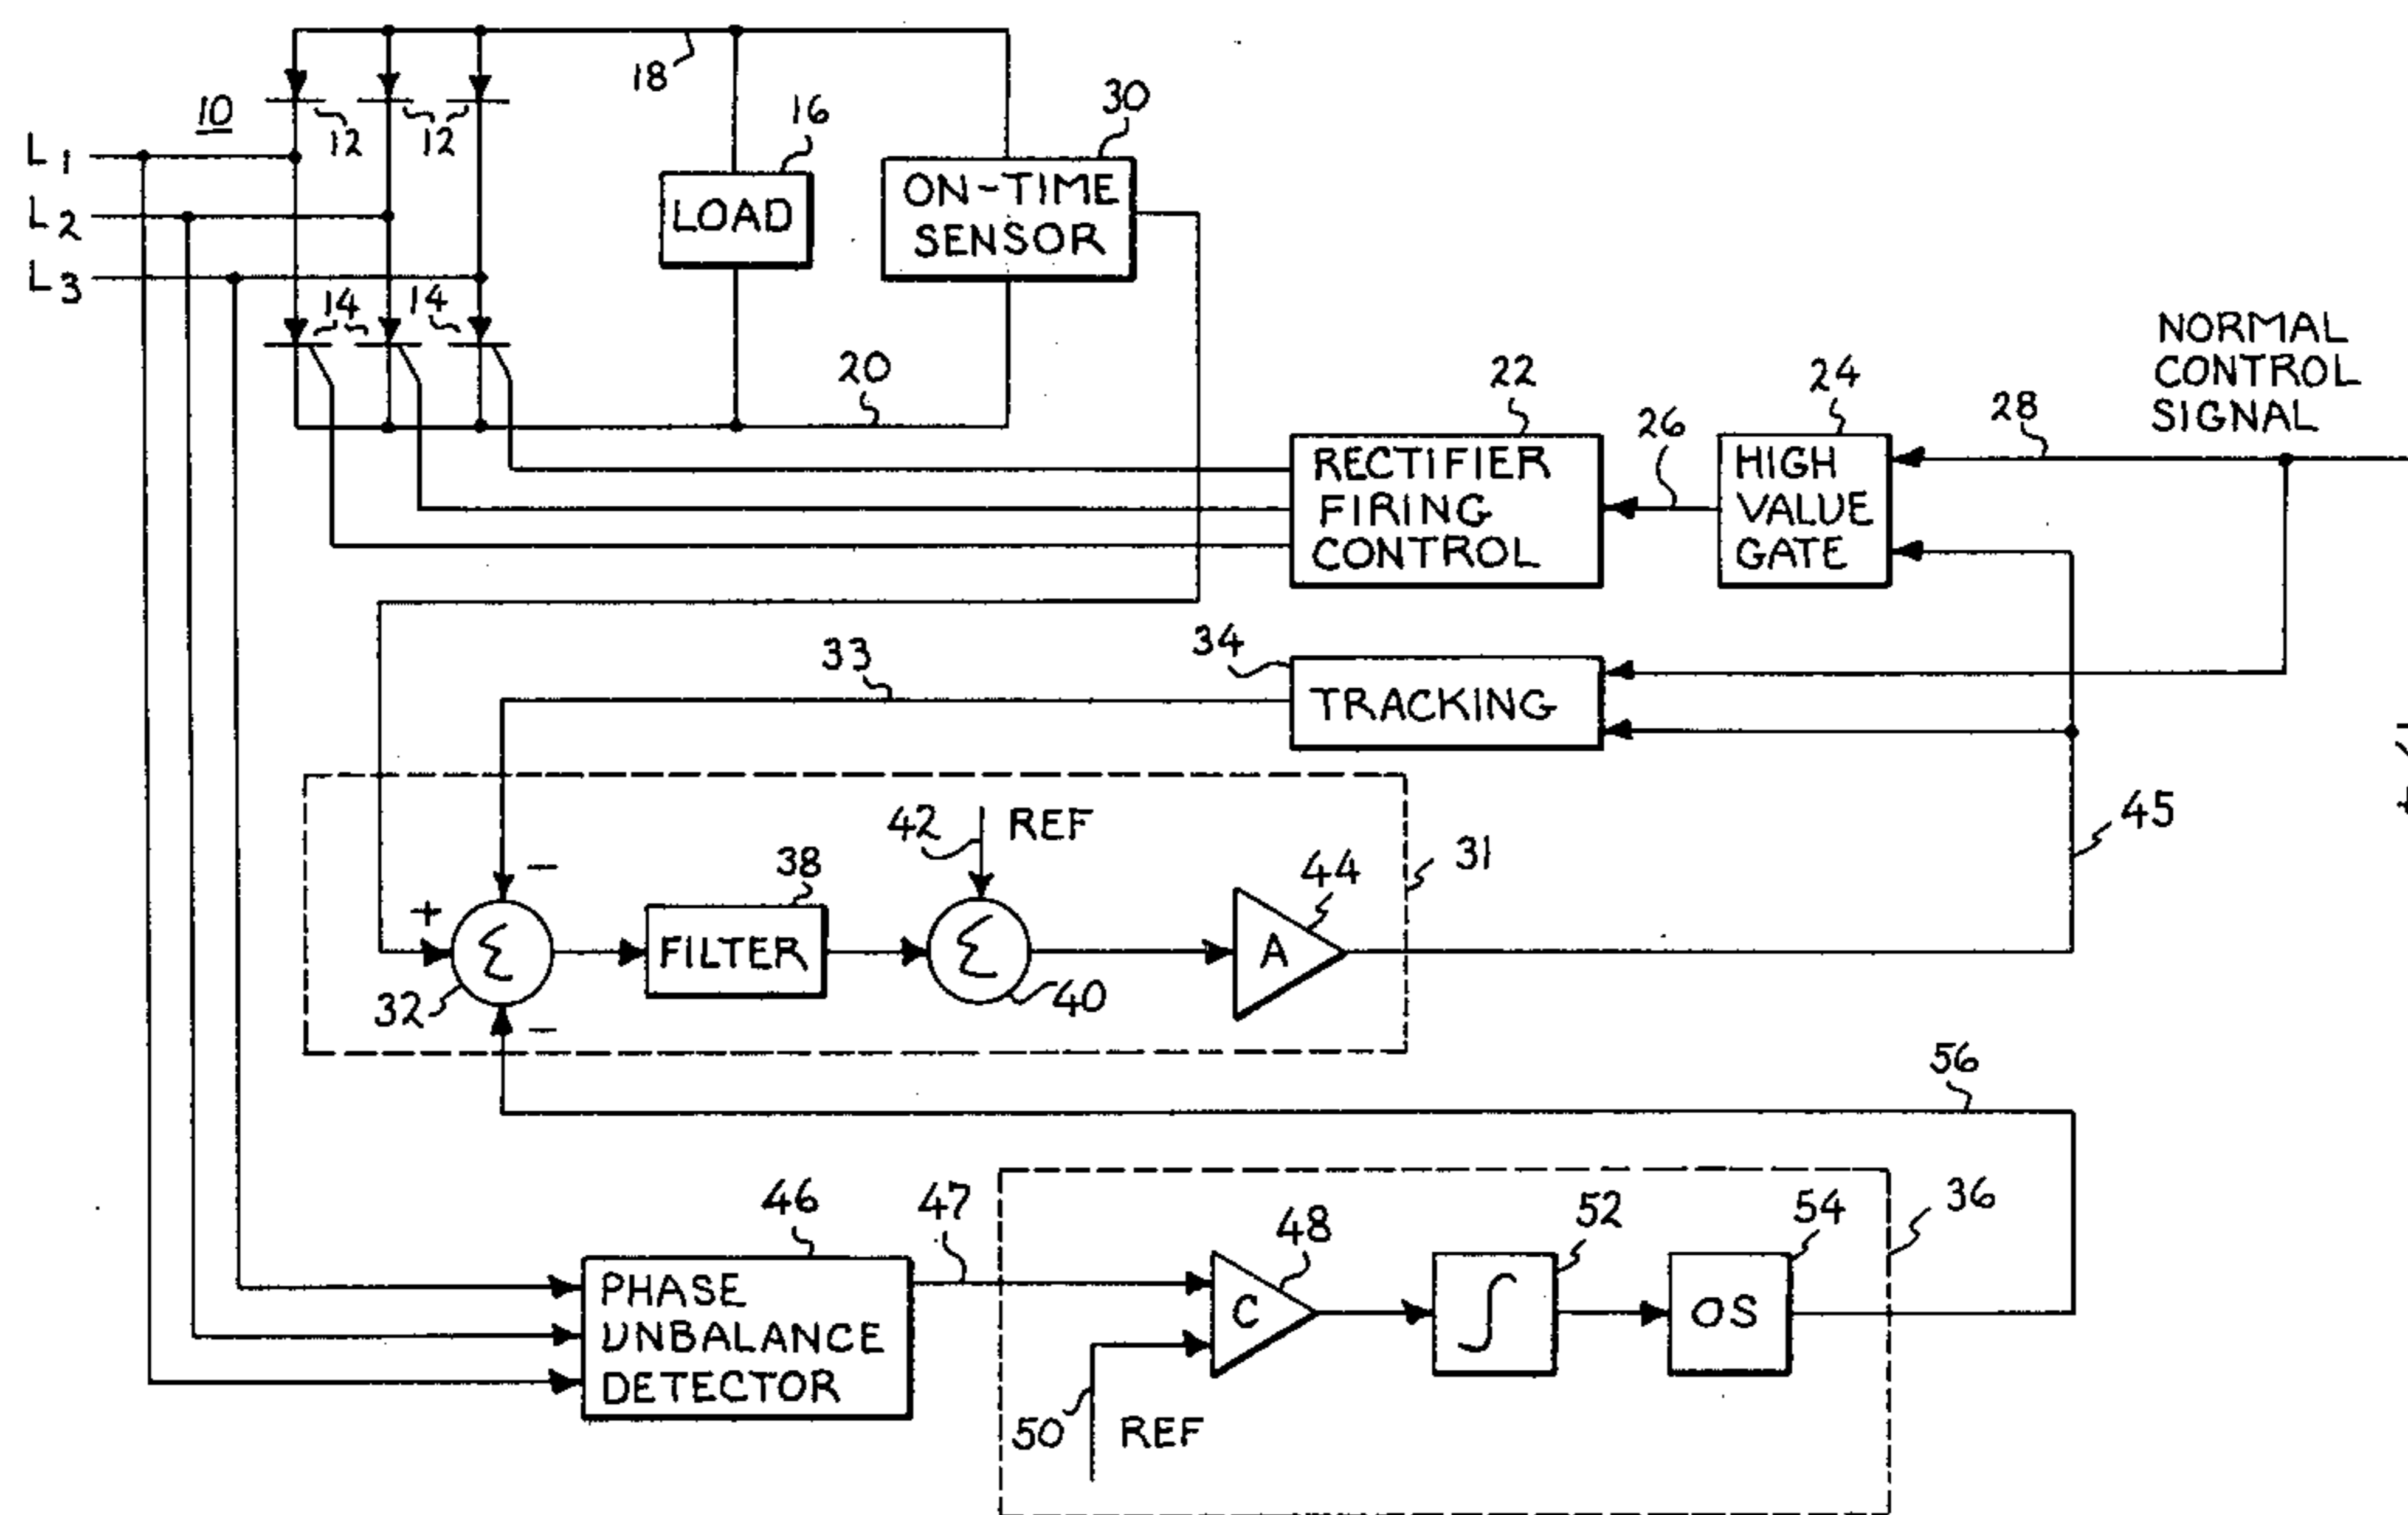 18
10
12
12
16
30
L1
L2
L3
LOAD
ON-TIME
SENSOR
14
14
20
22
24
26
28
NORMAL
CONTROL
SIGNAL
RECTIFIER
FIRING
CONTROL
HIGH
VALUE
GATE
33
34
TRACKING
45
42
REF
31
38
44
+
−
Σ
FILTER
Σ
A
32
−
40
56
46
47
48
52
54
36
PHASE
UNBALANCE
DETECTOR
C
∫
OS
50
REF